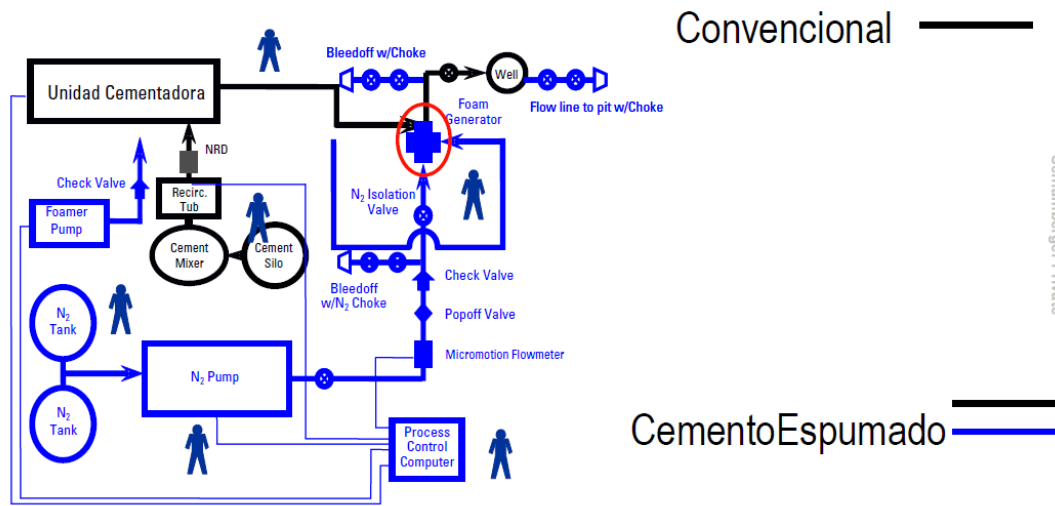 Convencional
Bleedoff w/Choke
Well
Unidad Cementadora
Foam
Generator
Flow line to pit w/Choke
NRD
Check Valve
N2 Isolation
Valve
Recirc.
Tub
Foamer
Pump
Cement
Mixer
Cement
Silo
Bleedoff
w/N2 Choke
Check Valve
N2
Tank
Popoff Valve
Micromotion Flowmeter
N2 Pump
N2
Tank
Process
Control
Computer
CementoEspumado